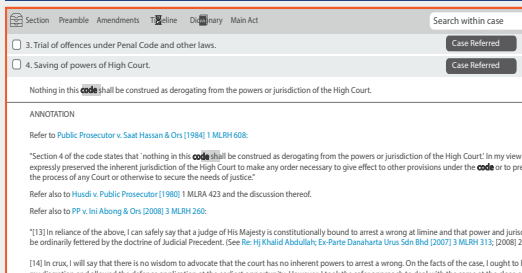 Section Preamble Amendments Timeline Dictionary Main Act
Search within case
3. Trial of offences under Penal Code and other laws.
Case Referred
4. Saving of powers of High Court.
Case Referred
Nothing in this code shall be construed as derogating from the powers or jurisdiction of the High Court.
ANNOTATION
Refer to Public Prosecutor v. Saat Hassan & Ors [1984] 1 MLRH 608:
"Section 4 of the code states that `nothing in this code shall be construed as derogating from the powers or jurisdiction of the High Court.' In my view
expressly preserved the inherent jurisdiction of the High Court to make any order necessary to give effect to other provisions under the code or to pre
the process of any Court or otherwise to secure the needs of justice."
Refer also to Husdi v. Public Prosecutor [1980] 1 MLRA 423 and the discussion thereof.
Refer also to PP v. Ini Abong & Ors [2008] 3 MLRH 260:
"[13] In reliance of the above, I can safely say that a judge of His Majesty is constitutionally bound to arrest a wrong at limine and that power and juris
be ordinarily fettered by the doctrine of Judicial Precedent. (See Re: Hj Khalid Abdullah; Ex-Parte Danaharta Urus Sdn Bhd [2007] 3 MLRH 313; [2008] 2
[14] In crux, I will say that there is no wisdom to advocate that the court has no inherent powers to arrest a wrong. On the facts of the case, I ought to